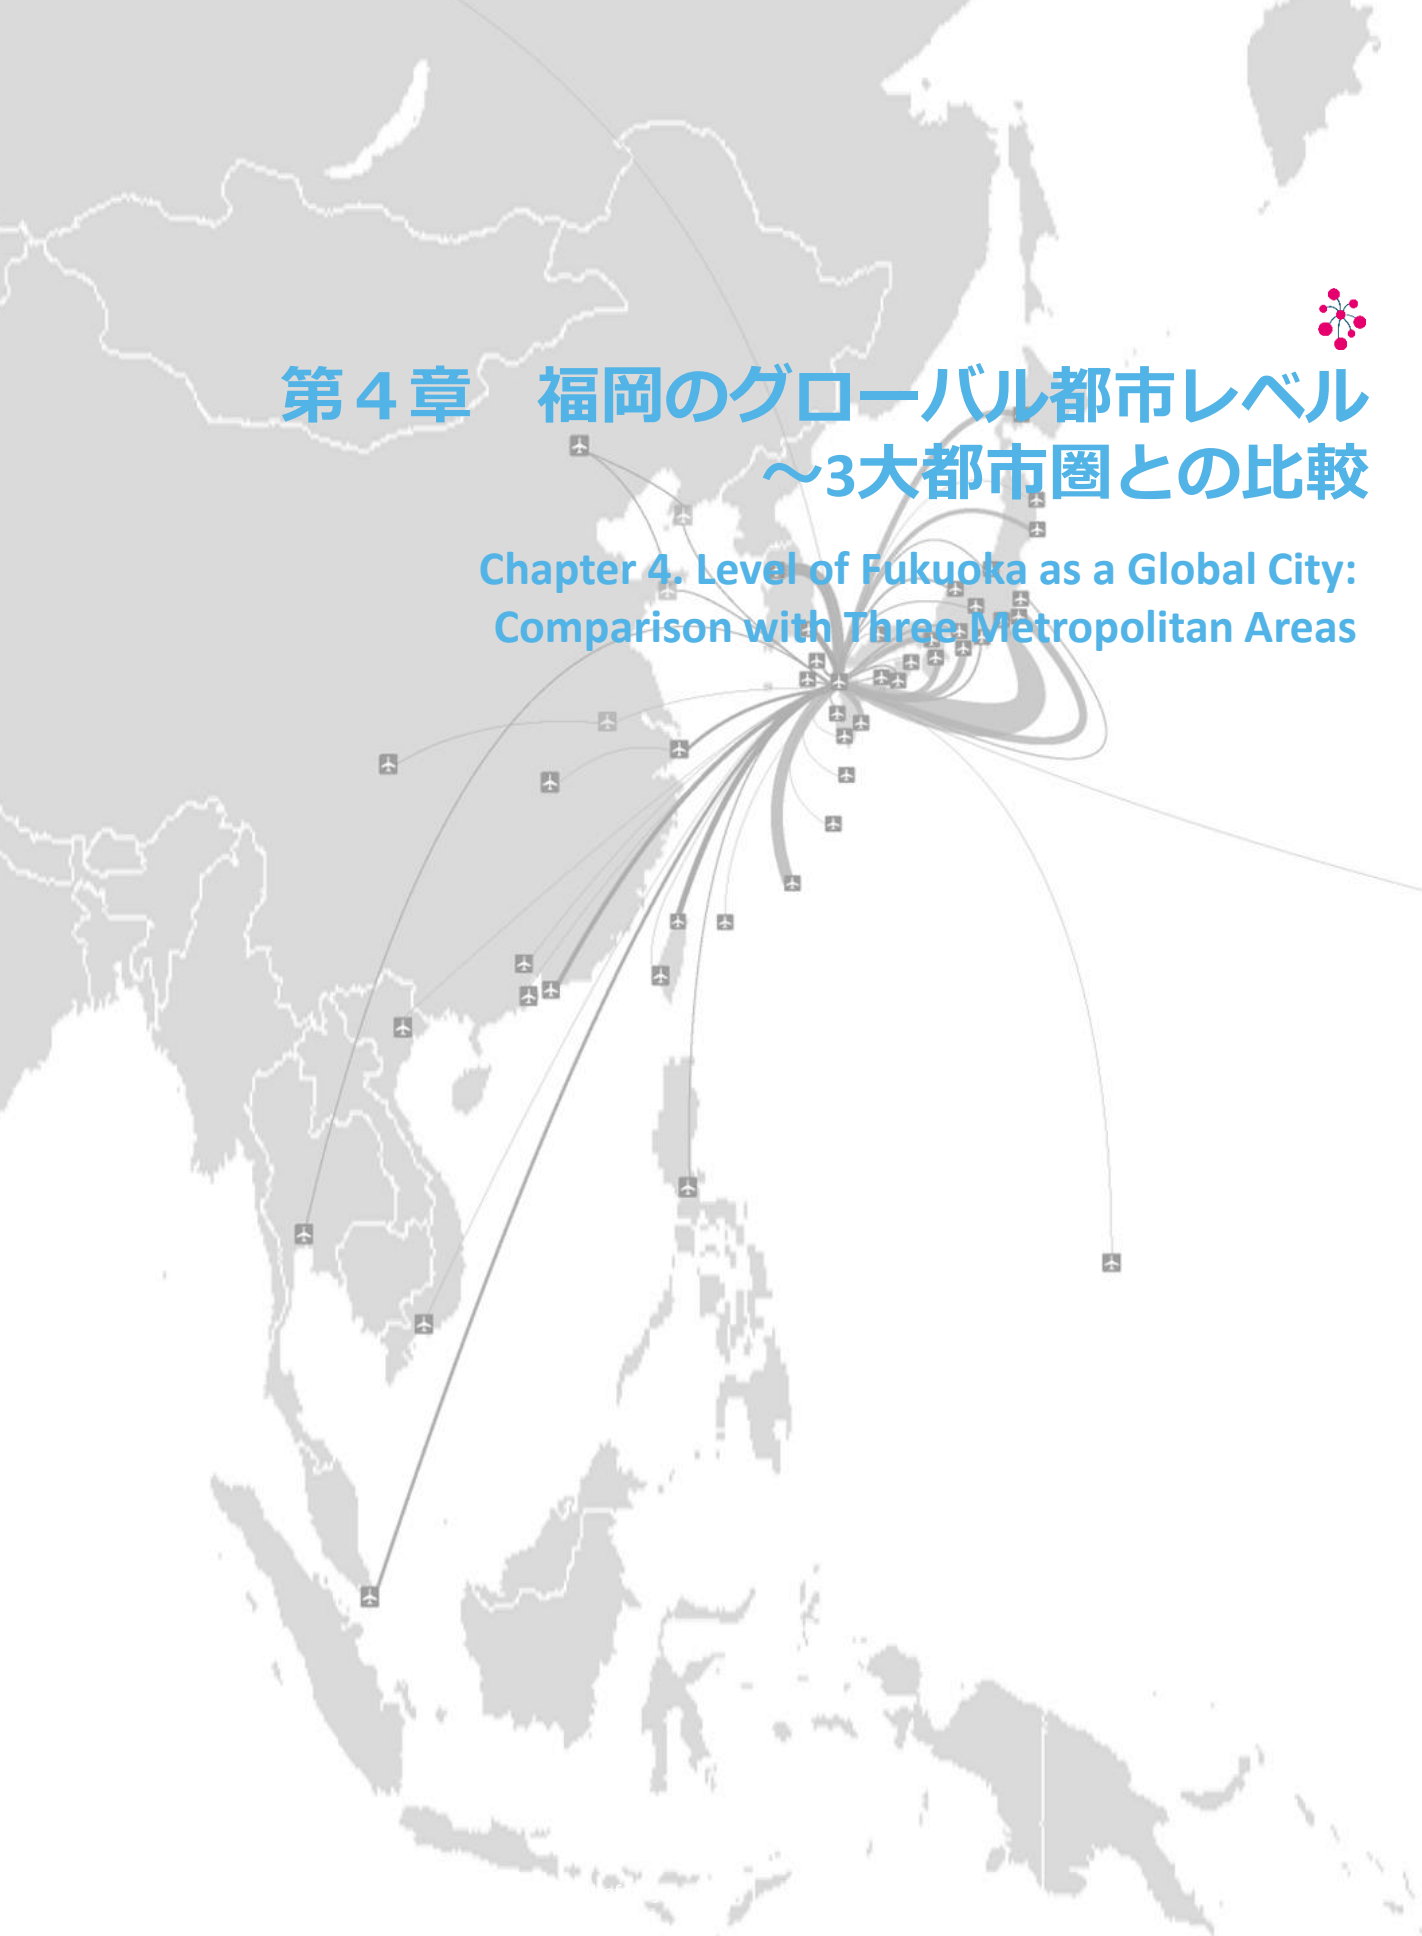 第４章　福岡のグローバル都市レベル
～3大都市圏との比較
Chapter 4. Level of Fukuoka as a Global City:
Comparison with Three Metropolitan Areas